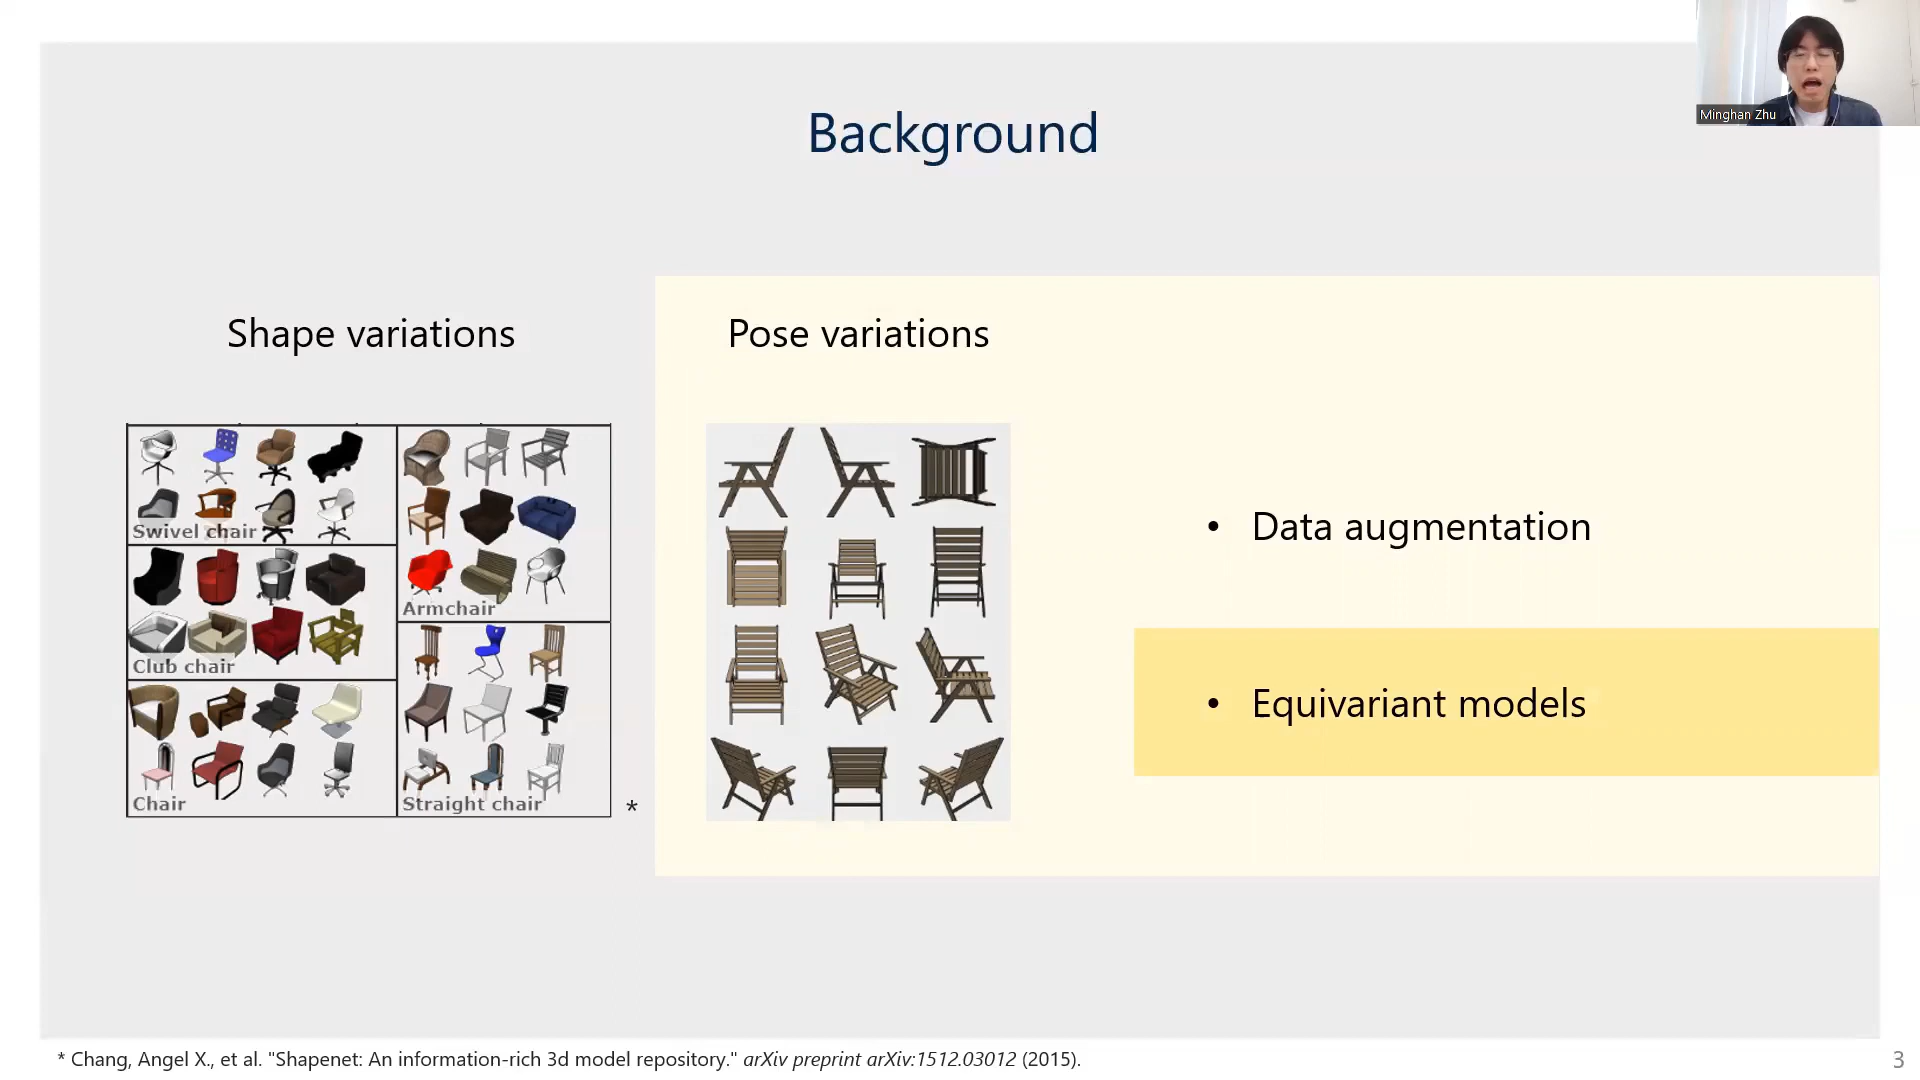 Minghan Zhu
Background
Shape variations
Pose variations
Swivel chair
Armchair
Club chair
Chair
Straight chair
*
• Data augmentation
• Equivariant models
* Chang, Angel X., et al. "Shapenet: An information-rich 3d model repository." arXiv preprint arXiv:1512.03012 (2015).
3